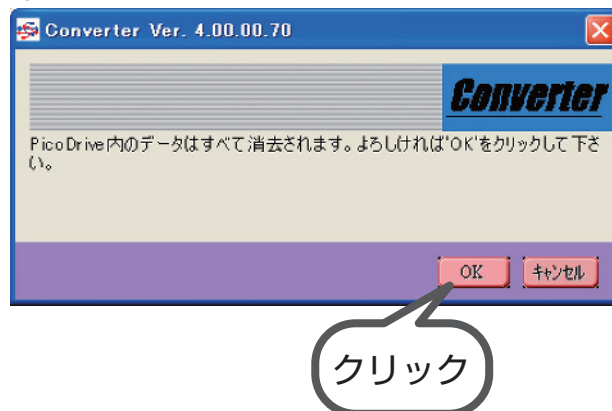 Converter Ver. 4.00.00.70
Converter
PicoDrive内のデータはすべて消去されます。よろしければ'OK'をクリックして下さ
い。
OK キャンセル
クリック